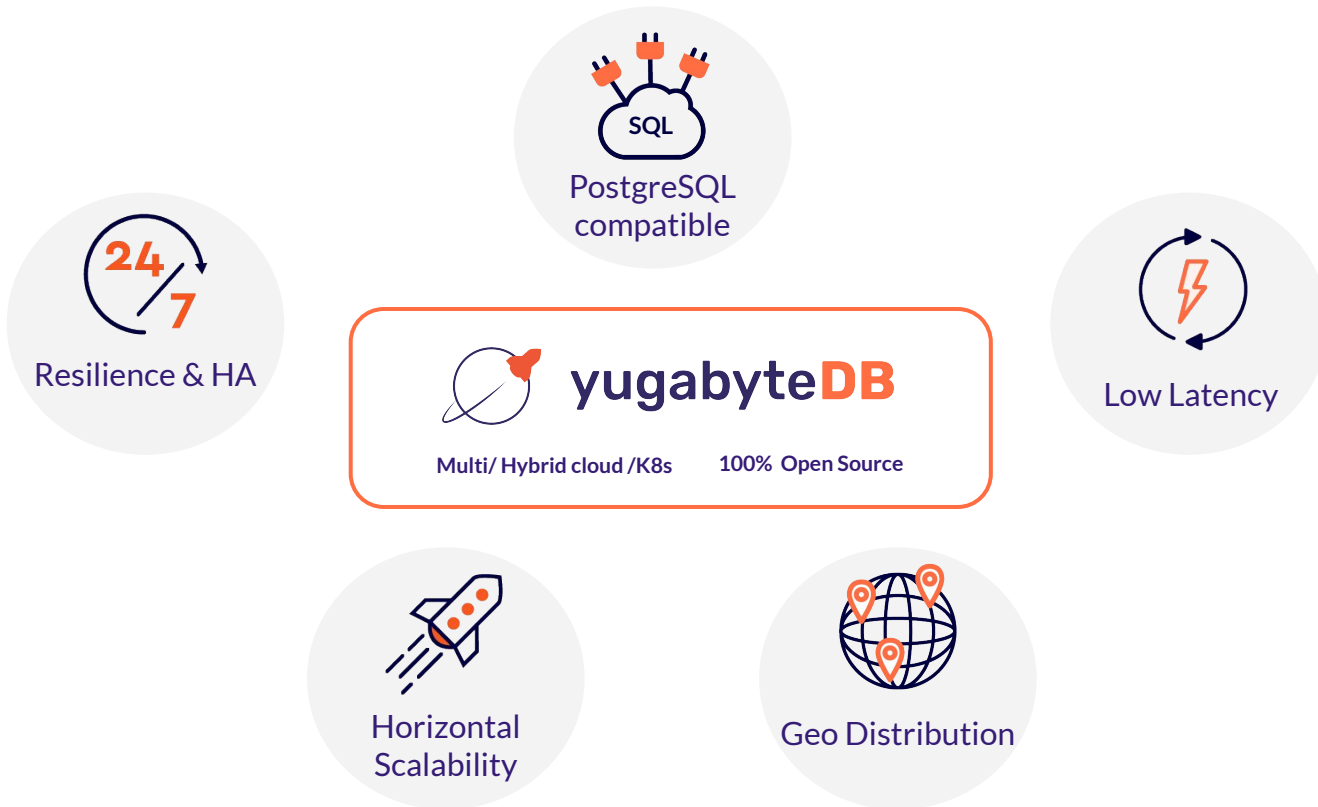 SQL
PostgreSQL
compatible
24
7
Resilience & HA
Low Latency
yugabyteDB
Multi/ Hybrid cloud /K8s
100% Open Source
Horizontal
Scalability
Geo Distribution